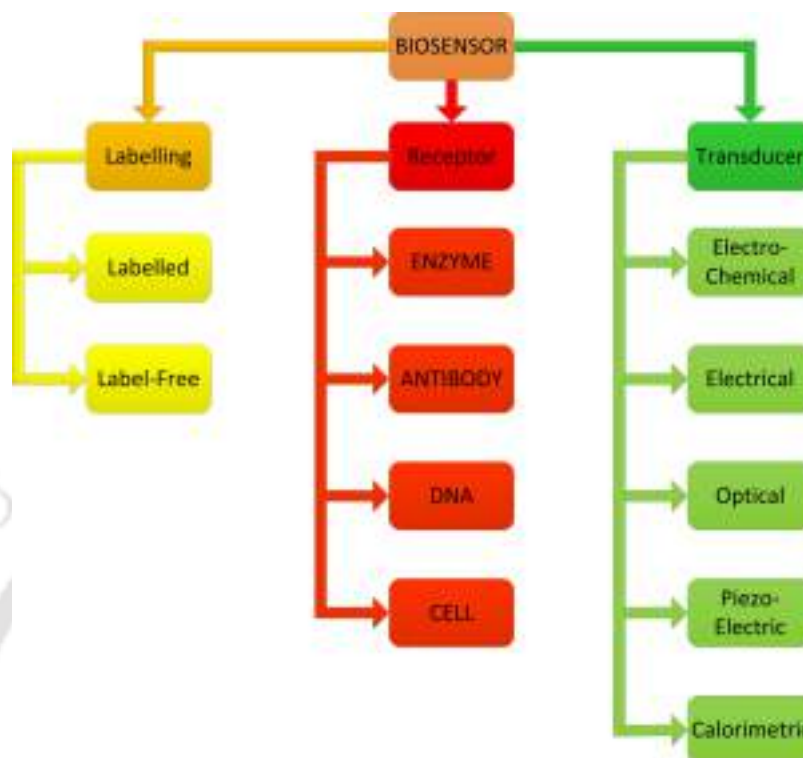 BIOSENSOR
Labelling
Receptor
Transducer
Labelled
Label-Free
ENZYME
ANTIBODY
DNA
CELL
Electro-
Chemical
Electrical
Optical
Piezo-
Electric
Calorimetric